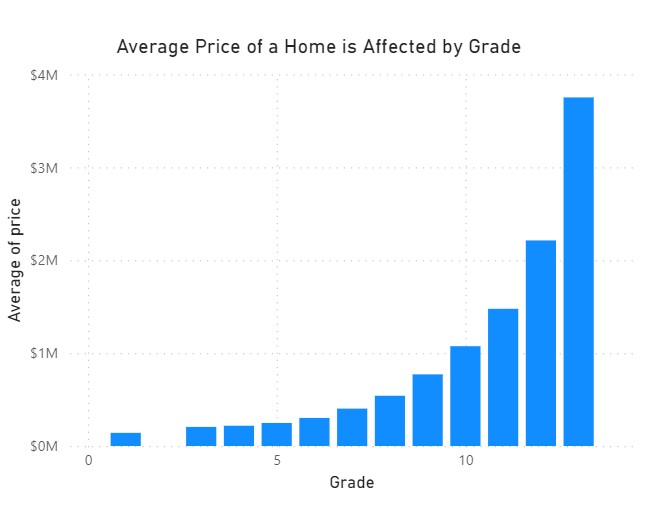 Average Price of a Home is Affected by Grade
$4M
$3M
$2M
$1M
$0M
Average of price
0 5 10
Grade